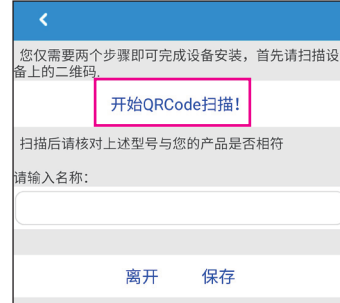 您仅需要两个步骤即可完成设备安装，首先请扫描设
备上的二维码.
开始QRCode扫描！
扫描后请核对上述型号与您的产品是否相符
请输入名称：
离开 保存